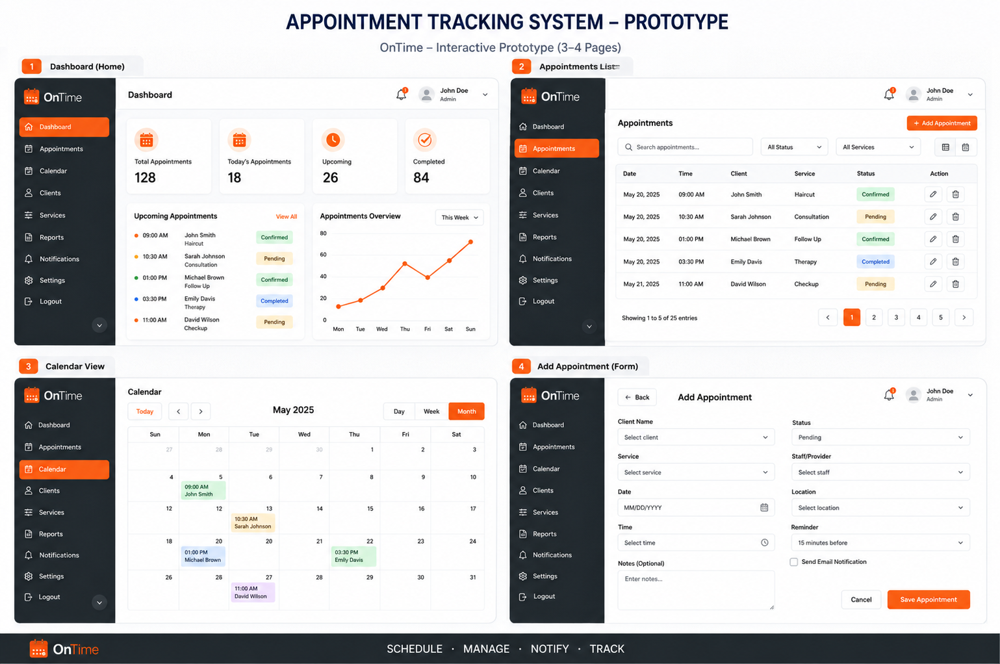 APPOINTMENT TRACKING SYSTEM – PROTOTYPE
OnTime – Interactive Prototype (3–4 Pages)
1 Dashboard (Home)
OnTime
Dashboard
Appointments
Calendar
Clients
Services
Reports
Notifications
Settings
Logout
Dashboard
1
John Doe
Admin
Total Appointments
128
Today's Appointments
18
Upcoming
26
Completed
84
Upcoming Appointments View All
09:00 AM John Smith Confirmed
Haircut
10:30 AM Sarah Johnson Pending
Consultation
01:00 PM Michael Brown Confirmed
Follow Up
03:30 PM Emily Davis Completed
Therapy
11:00 AM David Wilson Pending
Checkup
Appointments Overview This Week
80
60
40
20
0
Mon Tue Wed Thu Fri Sat Sun
2 Appointments
OnTime
Dashboard
Appointments
Calendar
Clients
Services
Reports
Notifications
Settings
Logout
1
John Doe
Admin
Appointments + Add Appointment
Search appointments... All Status All Services
Date Time Client Service Status Action
May 20, 2025 09:00 AM John Smith Haircut Confirmed
May 20, 2025 10:30 AM Sarah Johnson Consultation Pending
May 20, 2025 01:00 PM Michael Brown Follow Up Confirmed
May 20, 2025 03:30 PM Emily Davis Therapy Completed
May 21, 2025 11:00 AM David Wilson Checkup Pending
Showing 1 to 5 of 25 entries < 1 2 3 4 5 >
3 Calendar View
OnTime
Dashboard
Appointments
Calendar
Clients
Services
Reports
Notifications
Settings
Logout
Calendar
Today < > May 2025 Day Week Month
Sun Mon Tue Wed Thu Fri Sat
27 28 29 30 1 2 3
4 5 6 7 8 9 10
09:00 AM
John Smith
12 12 13 14 15 16 17
10:30 AM
Sarah Johnson
18 20 20 21 22 23 24
01:00 PM 03:30 PM
Michael Brown Emily Davis
26 26 27 28 29 30 31
11:00 AM
David Wilson
4 Add Appointment (Form)
OnTime
Dashboard
Appointments
Calendar
Clients
Services
Reports
Notifications
Settings
Logout
← Back Add Appointment
1
John Doe
Admin
Client Name
Select client
Service
Select service
Date
MM/DD/YYYY
Time
Select time
Notes (Optional)
Enter notes...
Status
Pending
Staff/Provider
Select staff
Location
Select location
Reminder
15 minutes before
Send Email Notification
Cancel Save Appointment
OnTime
SCHEDULE · MANAGE · NOTIFY · TRACK